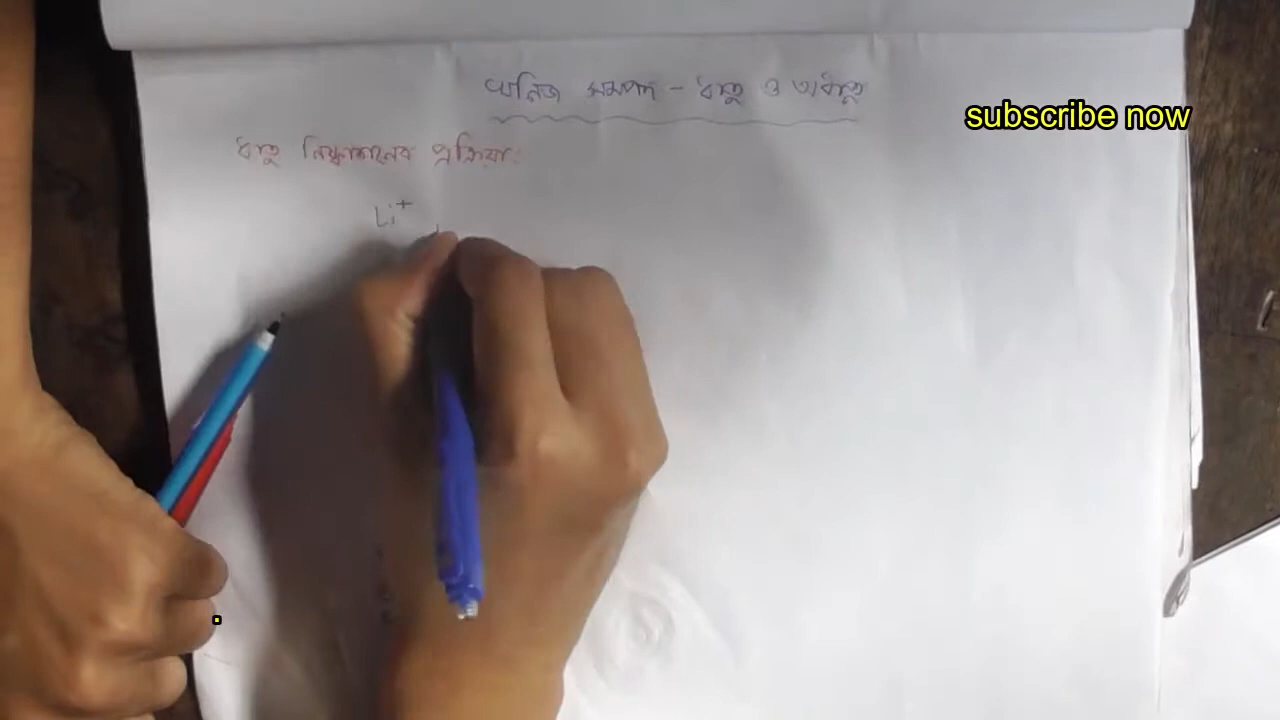 খনিজ সম্পদ - ধাতু ও অধাতু
subscribe now
ধাতু নিষ্কাশনের প্রক্রিয়া:
Li⁺